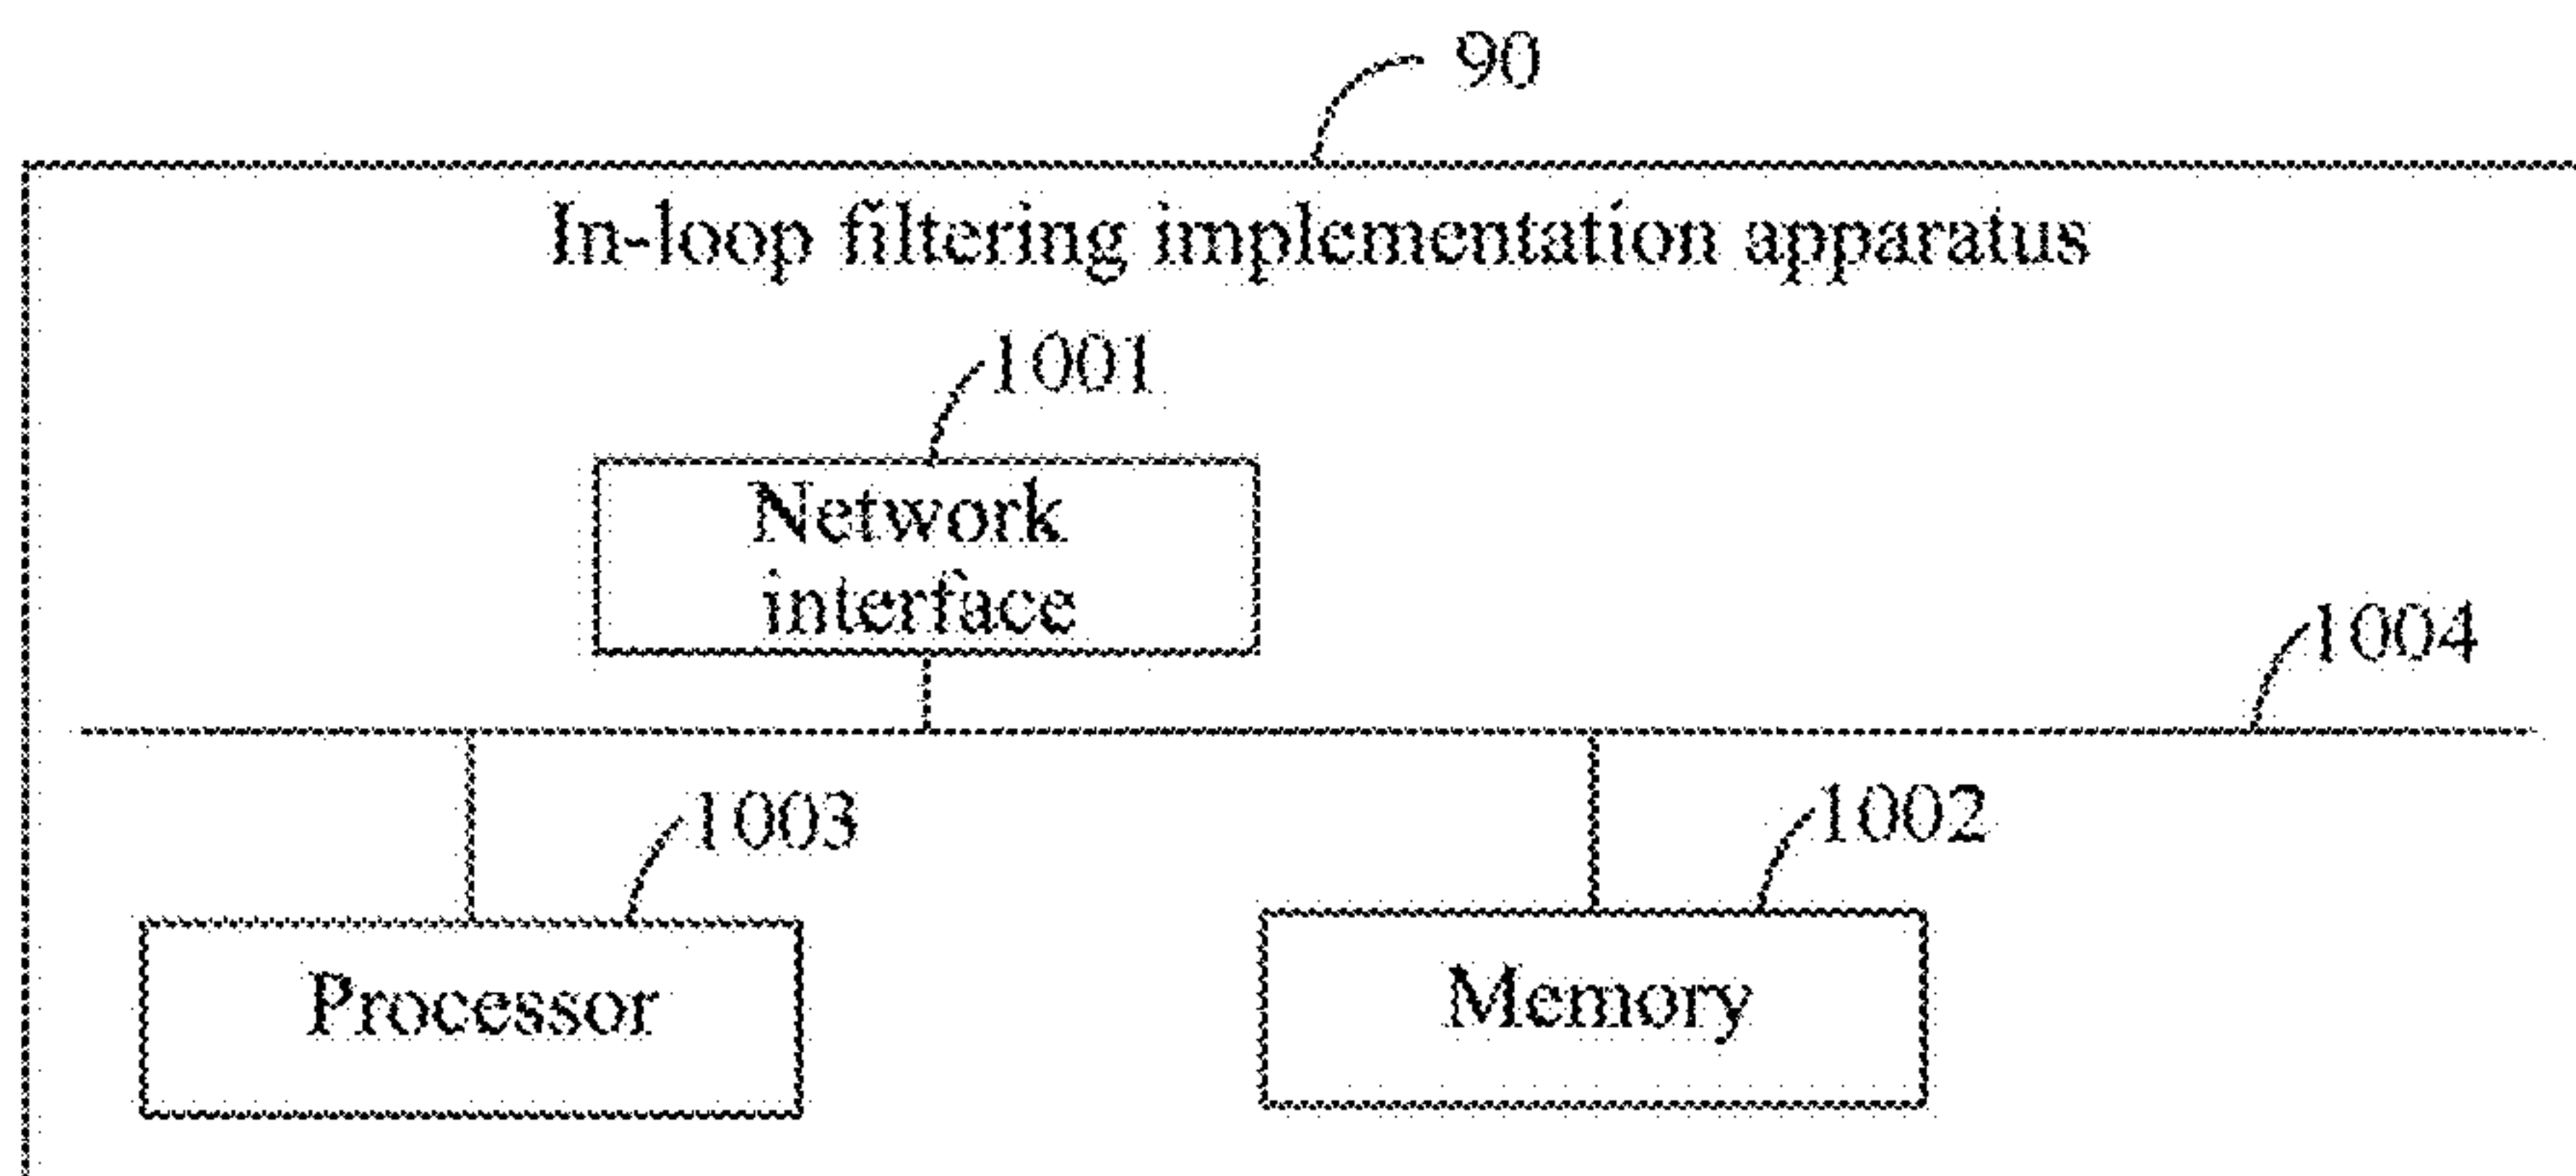 90
In-loop filtering implementation apparatus
1001
Network
interface
1004
1003
1002
Processor
Memory